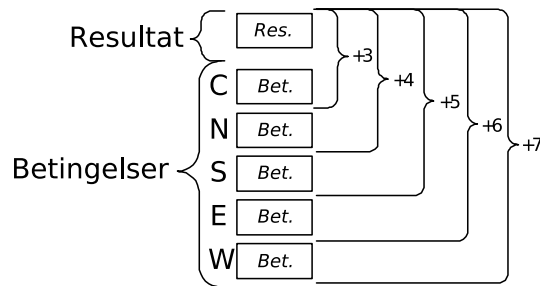 Resultat
Res.
+3
C
Bet.
+4
N
Bet.
+5
Betingelser
S
Bet.
+6
E
Bet.
+7
W
Bet.